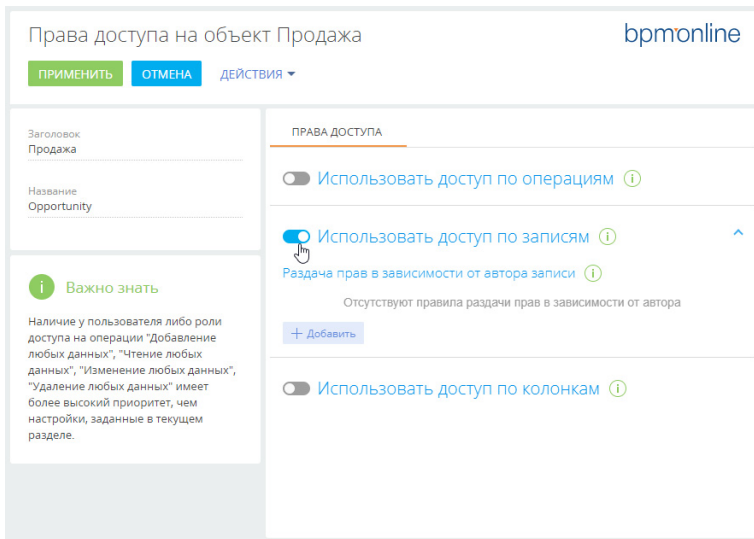 Права доступа на объект Продажа
bpmonline
ПРИМЕНИТЬ
ОТМЕНА
ДЕЙСТВИЯ
Заголовок
Продажа
Название
Opportunity
i
Важно знать
Наличие у пользователя либо роли
доступа на операции "Добавление
любых данных", "Чтение любых
данных", "Изменение любых данных",
"Удаление любых данных" имеет
более высокий приоритет, чем
настройки, заданные в текущем
разделе.
ПРАВА ДОСТУПА
Использовать доступ по операциям i
Использовать доступ по записям i
Раздача прав в зависимости от автора записи i
Отсутствуют правила раздачи прав в зависимости от автора
+ Добавить
Использовать доступ по колонкам i